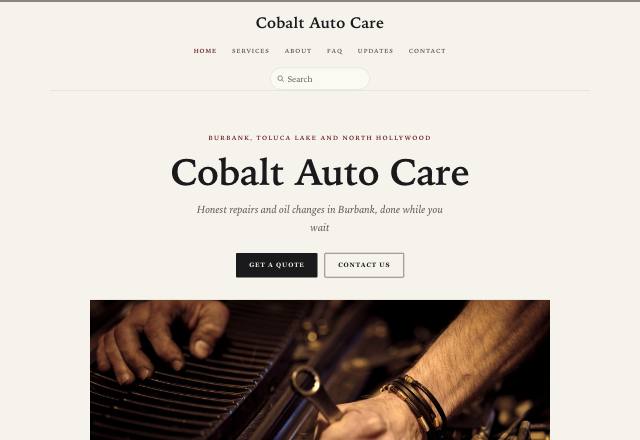 Cobalt Auto Care
HOME SERVICES ABOUT FAQ UPDATES CONTACT
Search
BURBANK, TOLUCA LAKE AND NORTH HOLLYWOOD
Cobalt Auto Care
Honest repairs and oil changes in Burbank, done while you
wait
GET A QUOTE CONTACT US